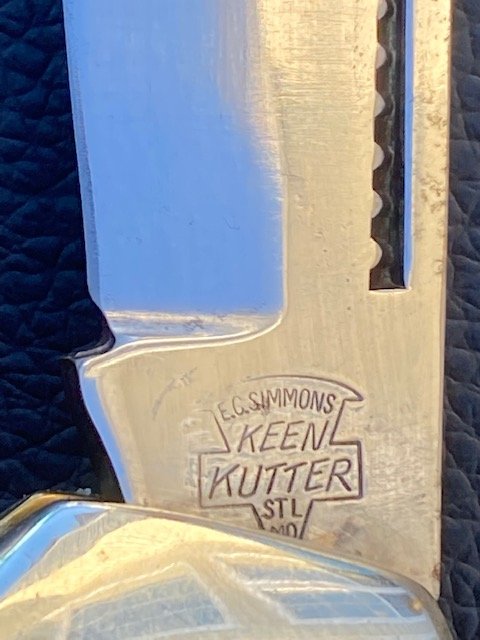 E.C. SIMMONS
KEEN
KUTTER
STL
MO